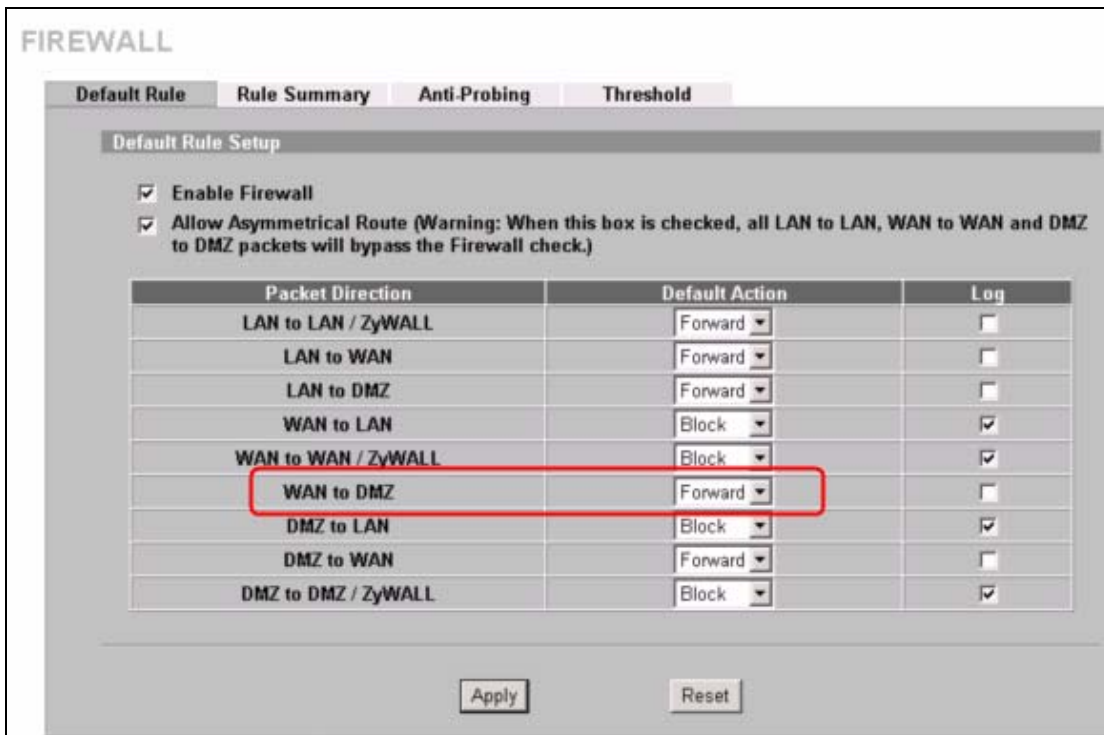 FIREWALL
Default Rule Rule Summary Anti-Probing Threshold
Default Rule Setup
Enable Firewall
Allow Asymmetrical Route (Warning: When this box is checked, all LAN to LAN, WAN to WAN and DMZ
to DMZ packets will bypass the Firewall check.)
Packet Direction Default Action Log
LAN to LAN / ZyWALL Forward
LAN to WAN Forward
LAN to DMZ Forward
WAN to LAN Block
WAN to WAN / ZyWALL Block
WAN to DMZ Forward
DMZ to LAN Block
DMZ to WAN Forward
DMZ to DMZ / ZyWALL Block
Apply Reset